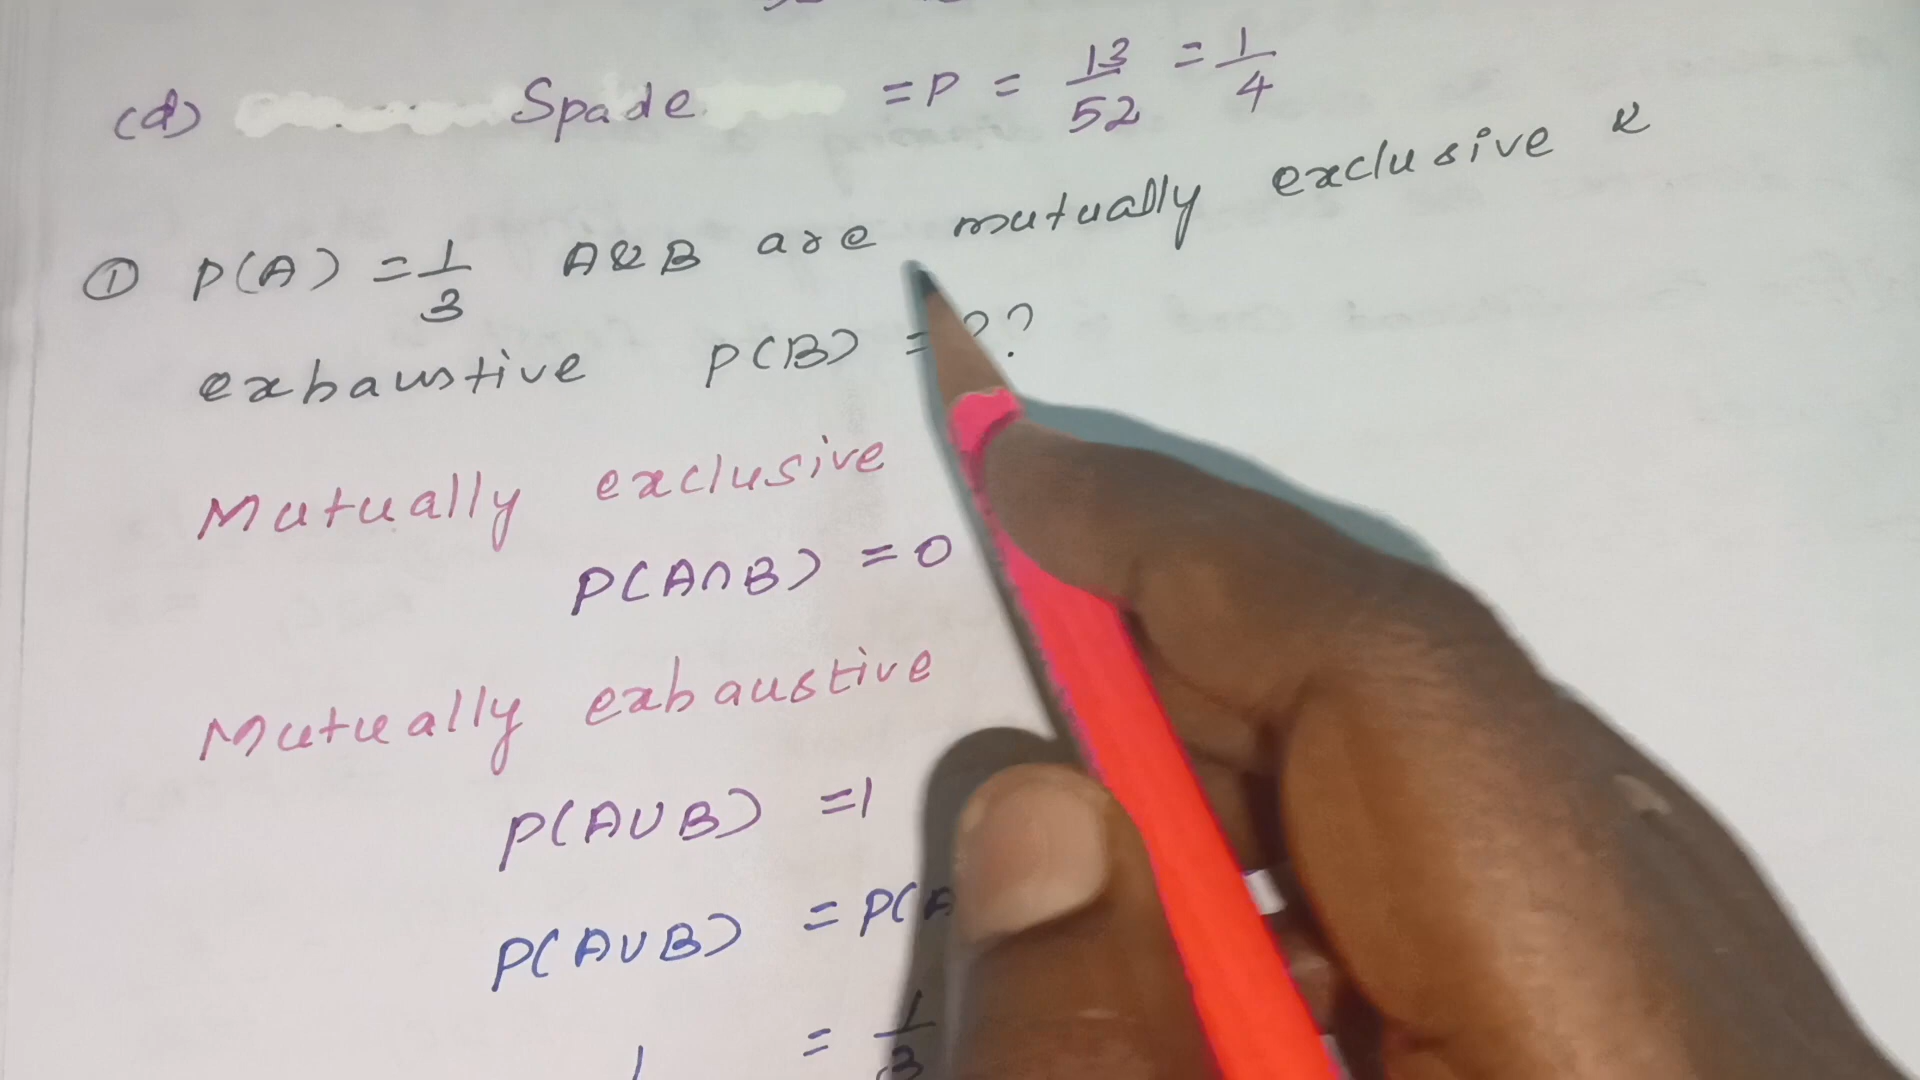 (d) Spade = P = 13/52 = 1/4
① P(A) = 1/3 A & B are mutually exclusive &
exhaustive P(B) = ??
Mutually exclusive
P(A∩B) = 0
Mutually exhaustive
P(A∪B) = 1
P(A∪B) = P(A
1 = 1/3